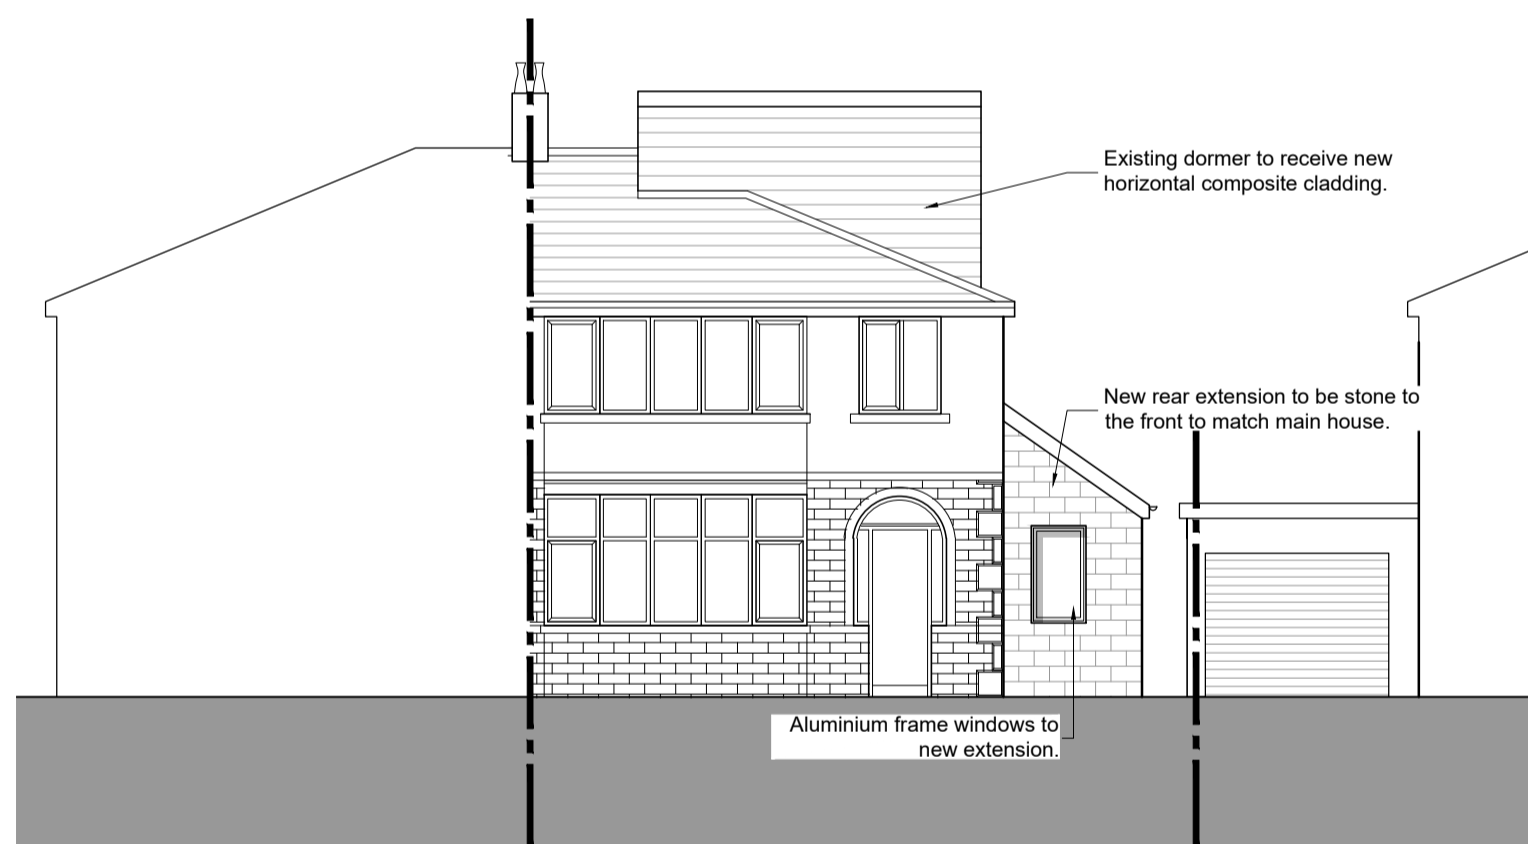 Existing dormer to receive new
horizontal composite cladding.
New rear extension to be stone to
the front to match main house.
Aluminium frame windows to
new extension.